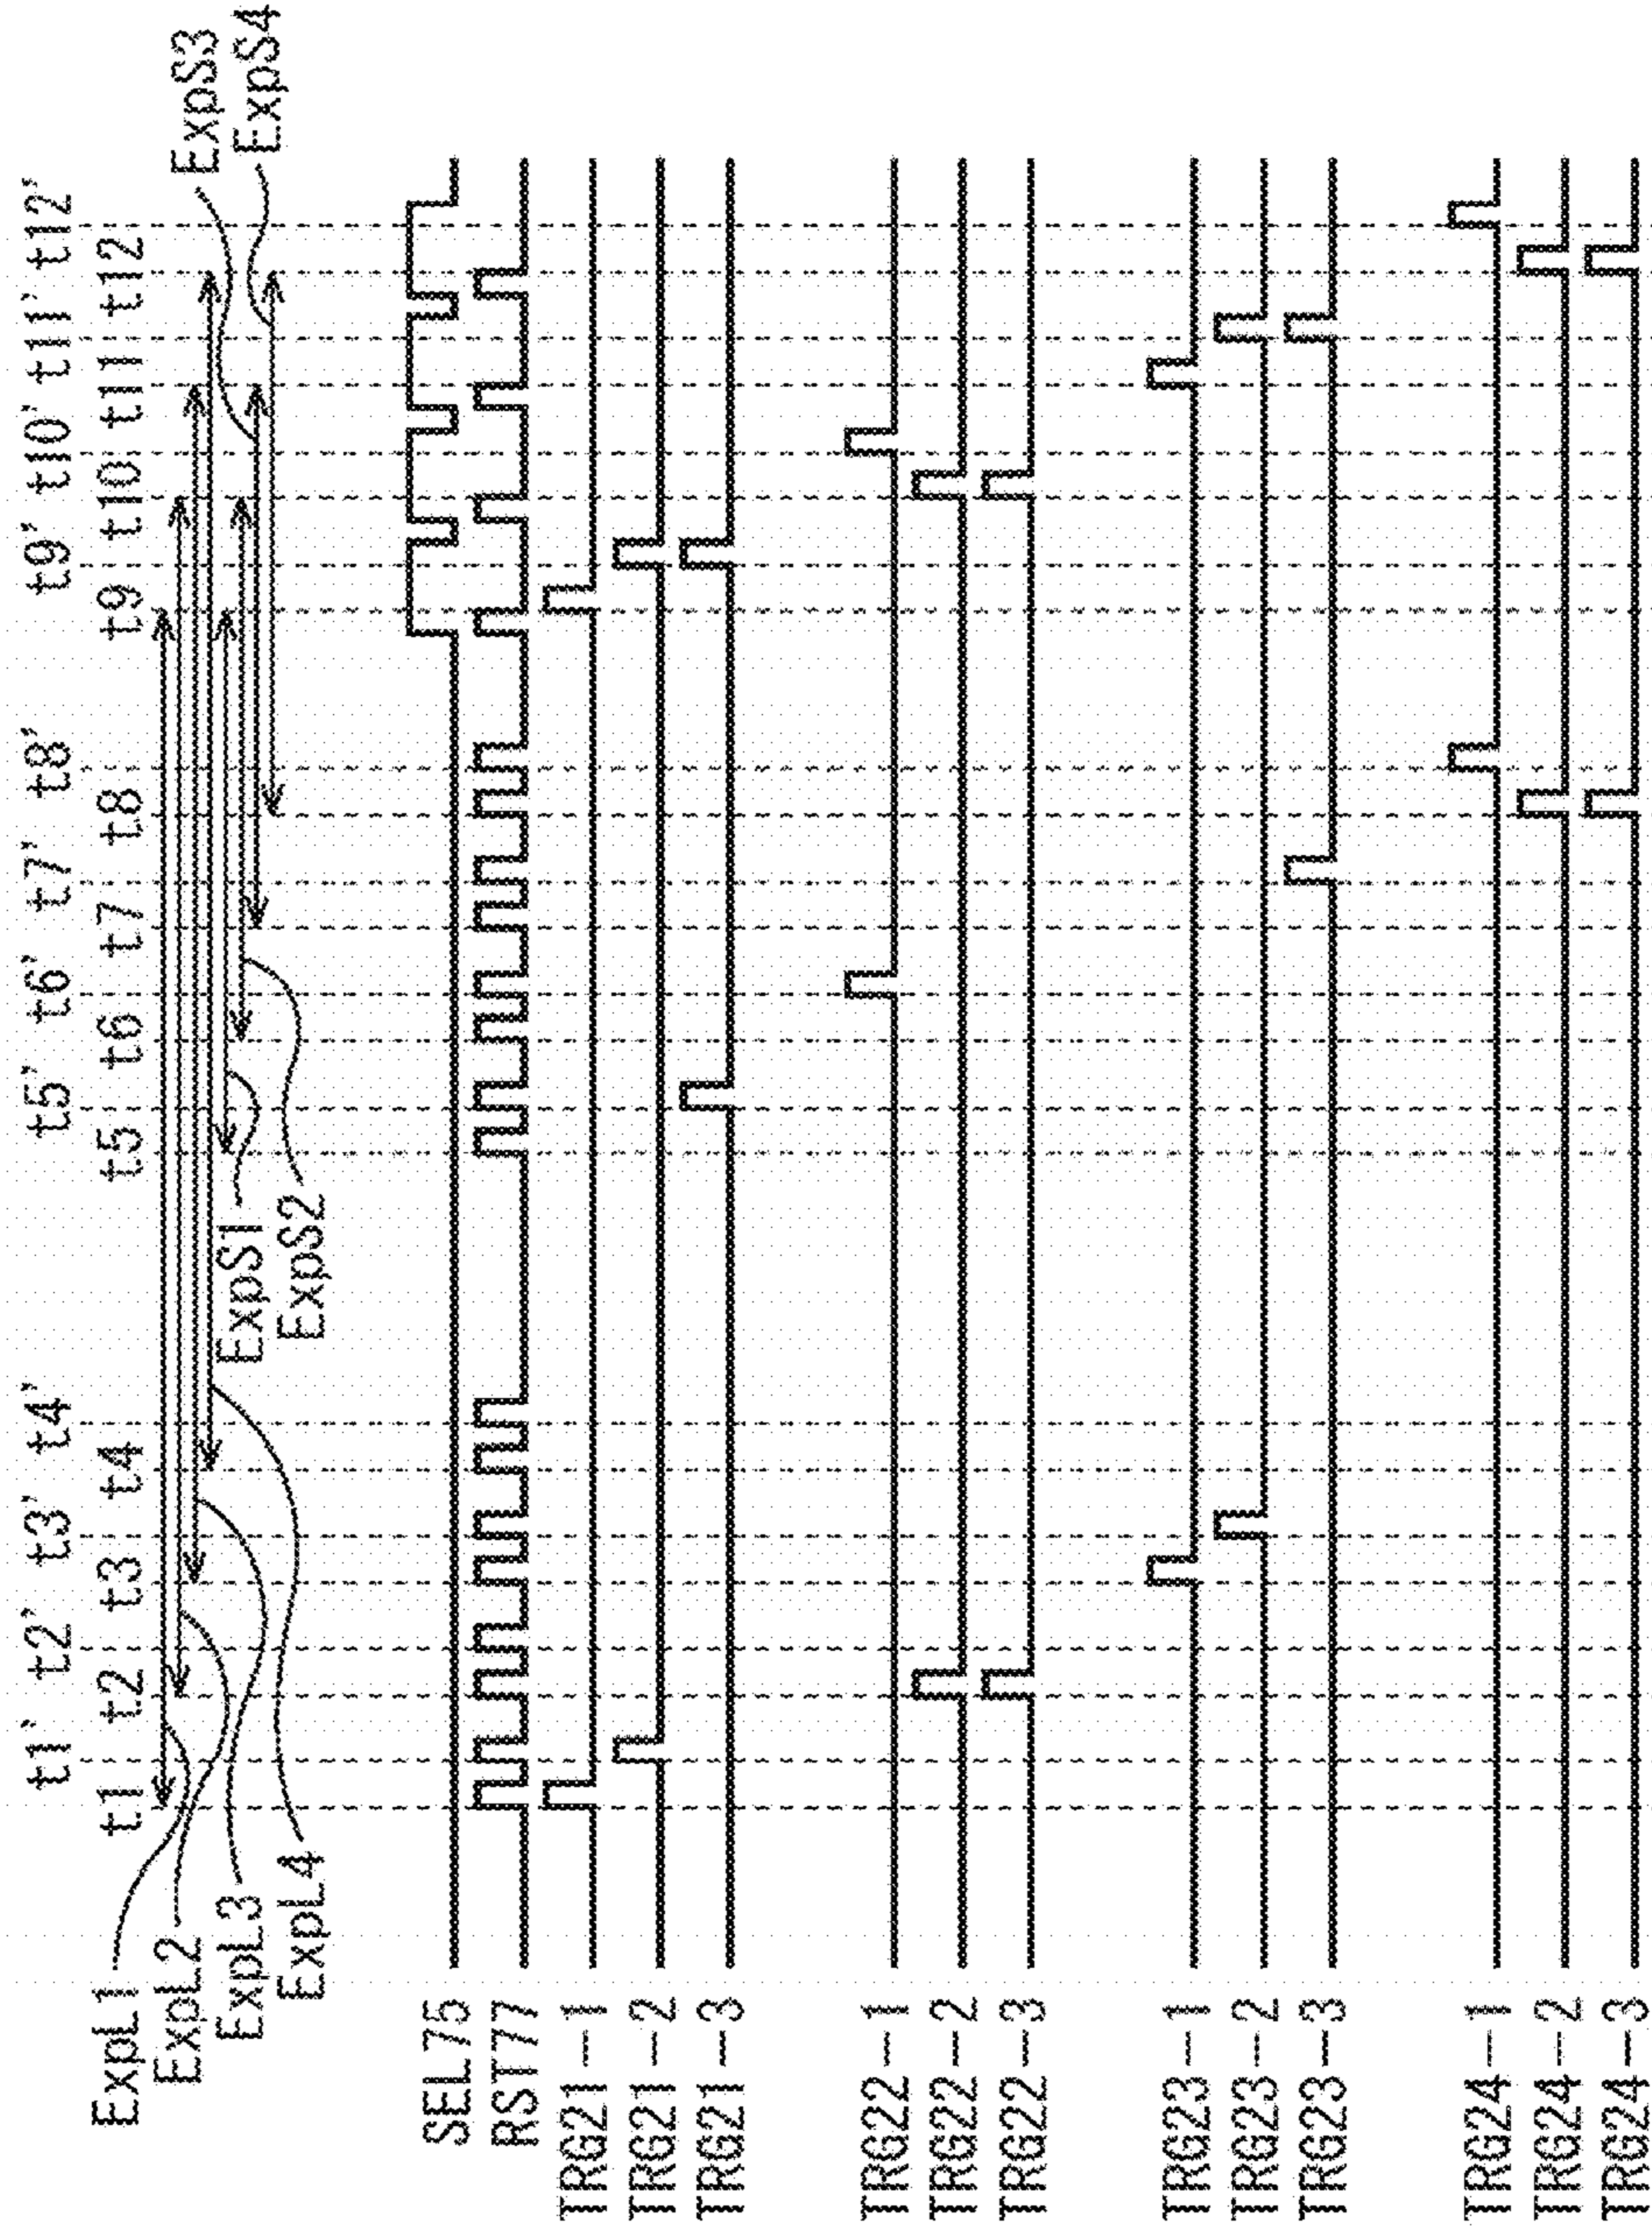 t1' t2' t3' t4' t5' t6' t7' t8' t9' t10' t11' t12'
t1 t2 t3 t4 t5 t6 t7 t8 t9 t10 t11 t12
ExpL1
ExpL2
ExpL3
ExpL4
ExpS1
ExpS2
ExpS3
ExpS4
SEL75
RST77
TRG21-1
TRG21-2
TRG21-3
TRG22-1
TRG22-2
TRG22-3
TRG23-1
TRG23-2
TRG23-3
TRG24-1
TRG24-2
TRG24-3